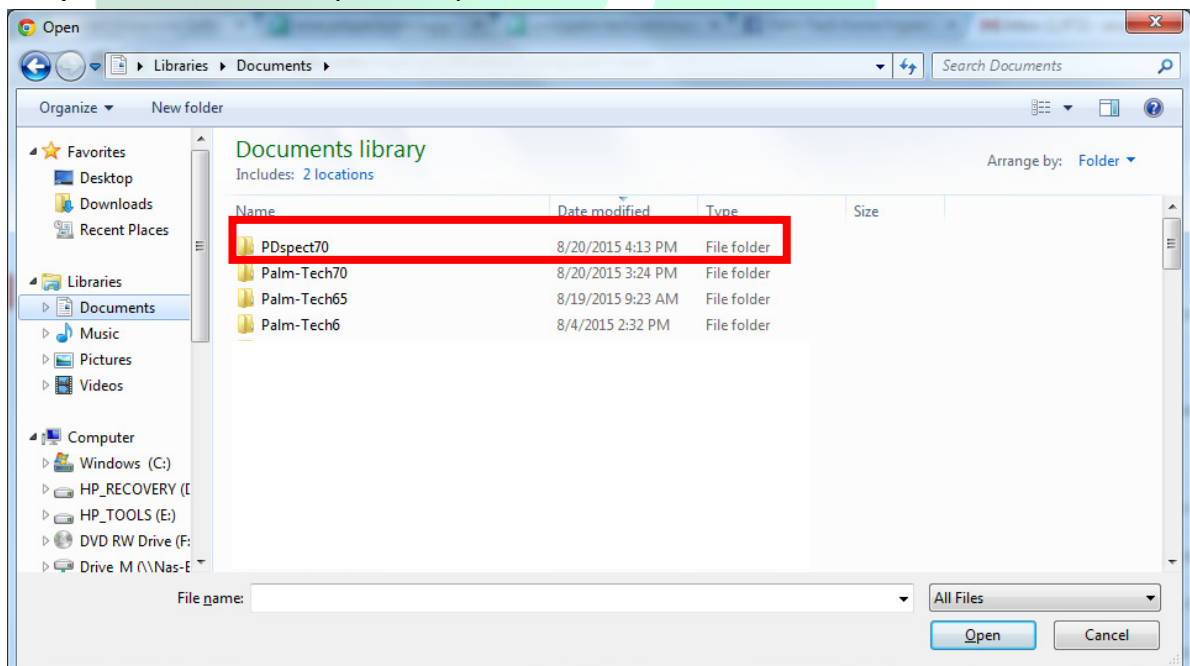 Open
Libraries Documents
Search Documents
Organize New folder
Favorites
Desktop
Downloads
Recent Places
Libraries
Documents
Music
Pictures
Videos
Computer
Windows (C:)
HP_RECOVERY (D
HP_TOOLS (E:)
DVD RW Drive (F:
Drive M (\\Nas-E
Documents library
Includes: 2 locations
Arrange by: Folder
Name Date modified Type Size
PDspect70 8/20/2015 4:13 PM File folder
Palm-Tech70 8/20/2015 3:24 PM File folder
Palm-Tech65 8/19/2015 9:23 AM File folder
Palm-Tech6 8/4/2015 2:32 PM File folder
File name:
All Files
Open Cancel